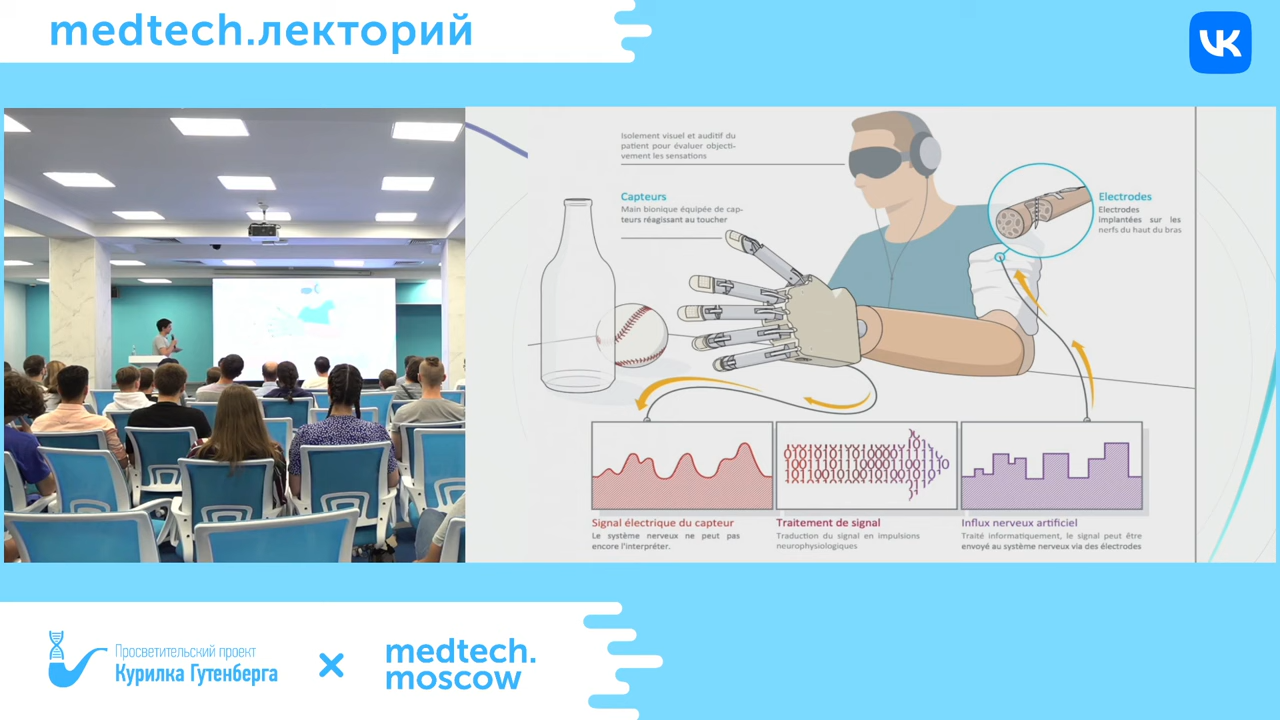 medtech.лекторий
VK
Isolement visuel et auditif du
patient pour évaluer objecti-
vement les sensations
Capteurs
Main bionique équipée de cap-
teurs réagissant au toucher
Electrodes
Electrodes
implantées sur les
nerfs du haut du bras
Signal électrique du capteur
Le système nerveux ne peut pas
encore l'interpréter.
Traitement de signal
Traduction du signal en impulsions
neurophysiologiques
Influx nerveux artificiel
Traité informatiquement, le signal peut être
envoyé au système nerveux via des électrodes
Просветительский проект
Курилка Гутенберга
medtech.
moscow